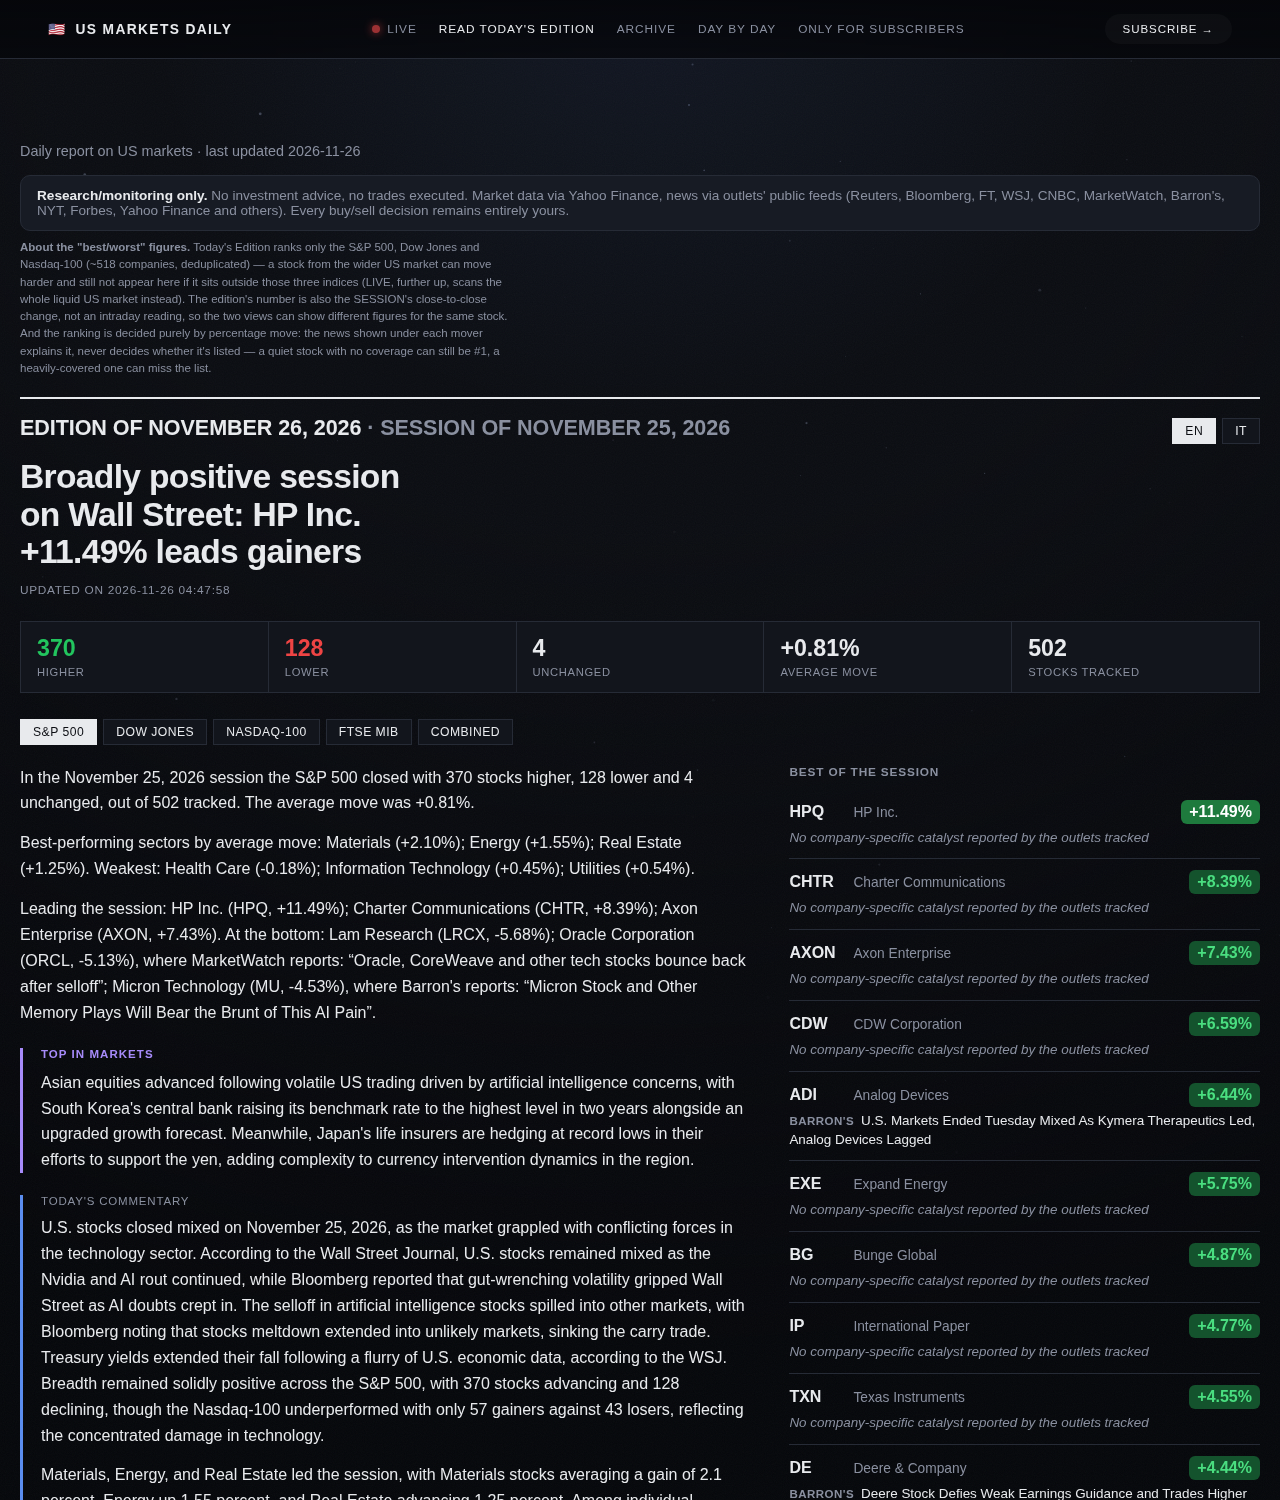 🇺🇸 US MARKETS DAILY
LIVE
READ TODAY'S EDITION
ARCHIVE
DAY BY DAY
ONLY FOR SUBSCRIBERS
SUBSCRIBE →
Daily report on US markets · last updated 2026-11-26
Research/monitoring only. No investment advice, no trades executed. Market data via Yahoo Finance, news via outlets' public feeds (Reuters, Bloomberg, FT, WSJ, CNBC, MarketWatch, Barron's,
NYT, Forbes, Yahoo Finance and others). Every buy/sell decision remains entirely yours.
About the "best/worst" figures. Today's Edition ranks only the S&P 500, Dow Jones and
Nasdaq-100 (~518 companies, deduplicated) — a stock from the wider US market can move
harder and still not appear here if it sits outside those three indices (LIVE, further up, scans the
whole liquid US market instead). The edition's number is also the SESSION's close-to-close
change, not an intraday reading, so the two views can show different figures for the same stock.
And the ranking is decided purely by percentage move: the news shown under each mover
explains it, never decides whether it's listed — a quiet stock with no coverage can still be #1, a
heavily-covered one can miss the list.
EDITION OF NOVEMBER 26, 2026 · SESSION OF NOVEMBER 25, 2026
EN
IT
Broadly positive session
on Wall Street: HP Inc.
+11.49% leads gainers
UPDATED ON 2026-11-26 04:47:58
370
HIGHER
128
LOWER
4
UNCHANGED
+0.81%
AVERAGE MOVE
502
STOCKS TRACKED
S&P 500
DOW JONES
NASDAQ-100
FTSE MIB
COMBINED
In the November 25, 2026 session the S&P 500 closed with 370 stocks higher, 128 lower and 4
unchanged, out of 502 tracked. The average move was +0.81%.
Best-performing sectors by average move: Materials (+2.10%); Energy (+1.55%); Real Estate
(+1.25%). Weakest: Health Care (-0.18%); Information Technology (+0.45%); Utilities (+0.54%).
Leading the session: HP Inc. (HPQ, +11.49%); Charter Communications (CHTR, +8.39%); Axon
Enterprise (AXON, +7.43%). At the bottom: Lam Research (LRCX, -5.68%); Oracle Corporation
(ORCL, -5.13%), where MarketWatch reports: “Oracle, CoreWeave and other tech stocks bounce back
after selloff”; Micron Technology (MU, -4.53%), where Barron's reports: “Micron Stock and Other
Memory Plays Will Bear the Brunt of This AI Pain”.
TOP IN MARKETS
Asian equities advanced following volatile US trading driven by artificial intelligence concerns, with
South Korea's central bank raising its benchmark rate to the highest level in two years alongside an
upgraded growth forecast. Meanwhile, Japan's life insurers are hedging at record lows in their
efforts to support the yen, adding complexity to currency intervention dynamics in the region.
TODAY'S COMMENTARY
U.S. stocks closed mixed on November 25, 2026, as the market grappled with conflicting forces in
the technology sector. According to the Wall Street Journal, U.S. stocks remained mixed as the
Nvidia and AI rout continued, while Bloomberg reported that gut-wrenching volatility gripped Wall
Street as AI doubts crept in. The selloff in artificial intelligence stocks spilled into other markets, with
Bloomberg noting that stocks meltdown extended into unlikely markets, sinking the carry trade.
Treasury yields extended their fall following a flurry of U.S. economic data, according to the WSJ.
Breadth remained solidly positive across the S&P 500, with 370 stocks advancing and 128
declining, though the Nasdaq-100 underperformed with only 57 gainers against 43 losers, reflecting
the concentrated damage in technology.
Materials, Energy, and Real Estate led the session, with Materials stocks averaging a gain of 2.1
percent, Energy up 1.55 percent, and Real Estate advancing 1.25 percent. Among individual
BEST OF THE SESSION
HPQ HP Inc. +11.49%
No company-specific catalyst reported by the outlets tracked
CHTR Charter Communications +8.39%
No company-specific catalyst reported by the outlets tracked
AXON Axon Enterprise +7.43%
No company-specific catalyst reported by the outlets tracked
CDW CDW Corporation +6.59%
No company-specific catalyst reported by the outlets tracked
ADI Analog Devices +6.44%
BARRON'S U.S. Markets Ended Tuesday Mixed As Kymera Therapeutics Led,
Analog Devices Lagged
EXE Expand Energy +5.75%
No company-specific catalyst reported by the outlets tracked
BG Bunge Global +4.87%
No company-specific catalyst reported by the outlets tracked
IP International Paper +4.77%
No company-specific catalyst reported by the outlets tracked
TXN Texas Instruments +4.55%
No company-specific catalyst reported by the outlets tracked
DE Deere & Company +4.44%
BARRON'S Deere Stock Defies Weak Earnings Guidance and Trades Higher